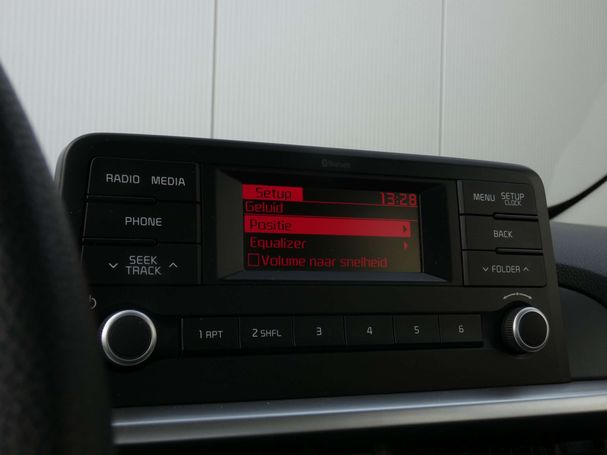 Bluetooth
RADIO MEDIA
PHONE
SEEK
TRACK
Setup 13:28
Geluid
Positie
Equalizer
Volume naar snelheid
MENU SETUP
CLOCK
BACK
FOLDER
1 RPT 2 SHFL 3 4 5 6